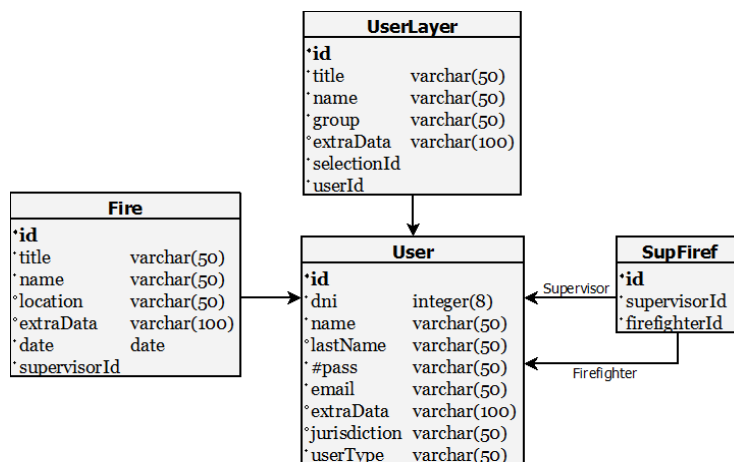 UserLayer
id
title varchar(50)
name varchar(50)
group varchar(50)
extraData varchar(100)
selectionId
userId
Fire
id
title varchar(50)
name varchar(50)
location varchar(50)
extraData varchar(100)
date date
supervisorId
User
id
dni integer(8)
name varchar(50)
lastName varchar(50)
#pass varchar(50)
email varchar(50)
extraData varchar(100)
jurisdiction varchar(50)
userType varchar(50)
SupFiref
id
supervisorId
firefighterId
Supervisor
Firefighter